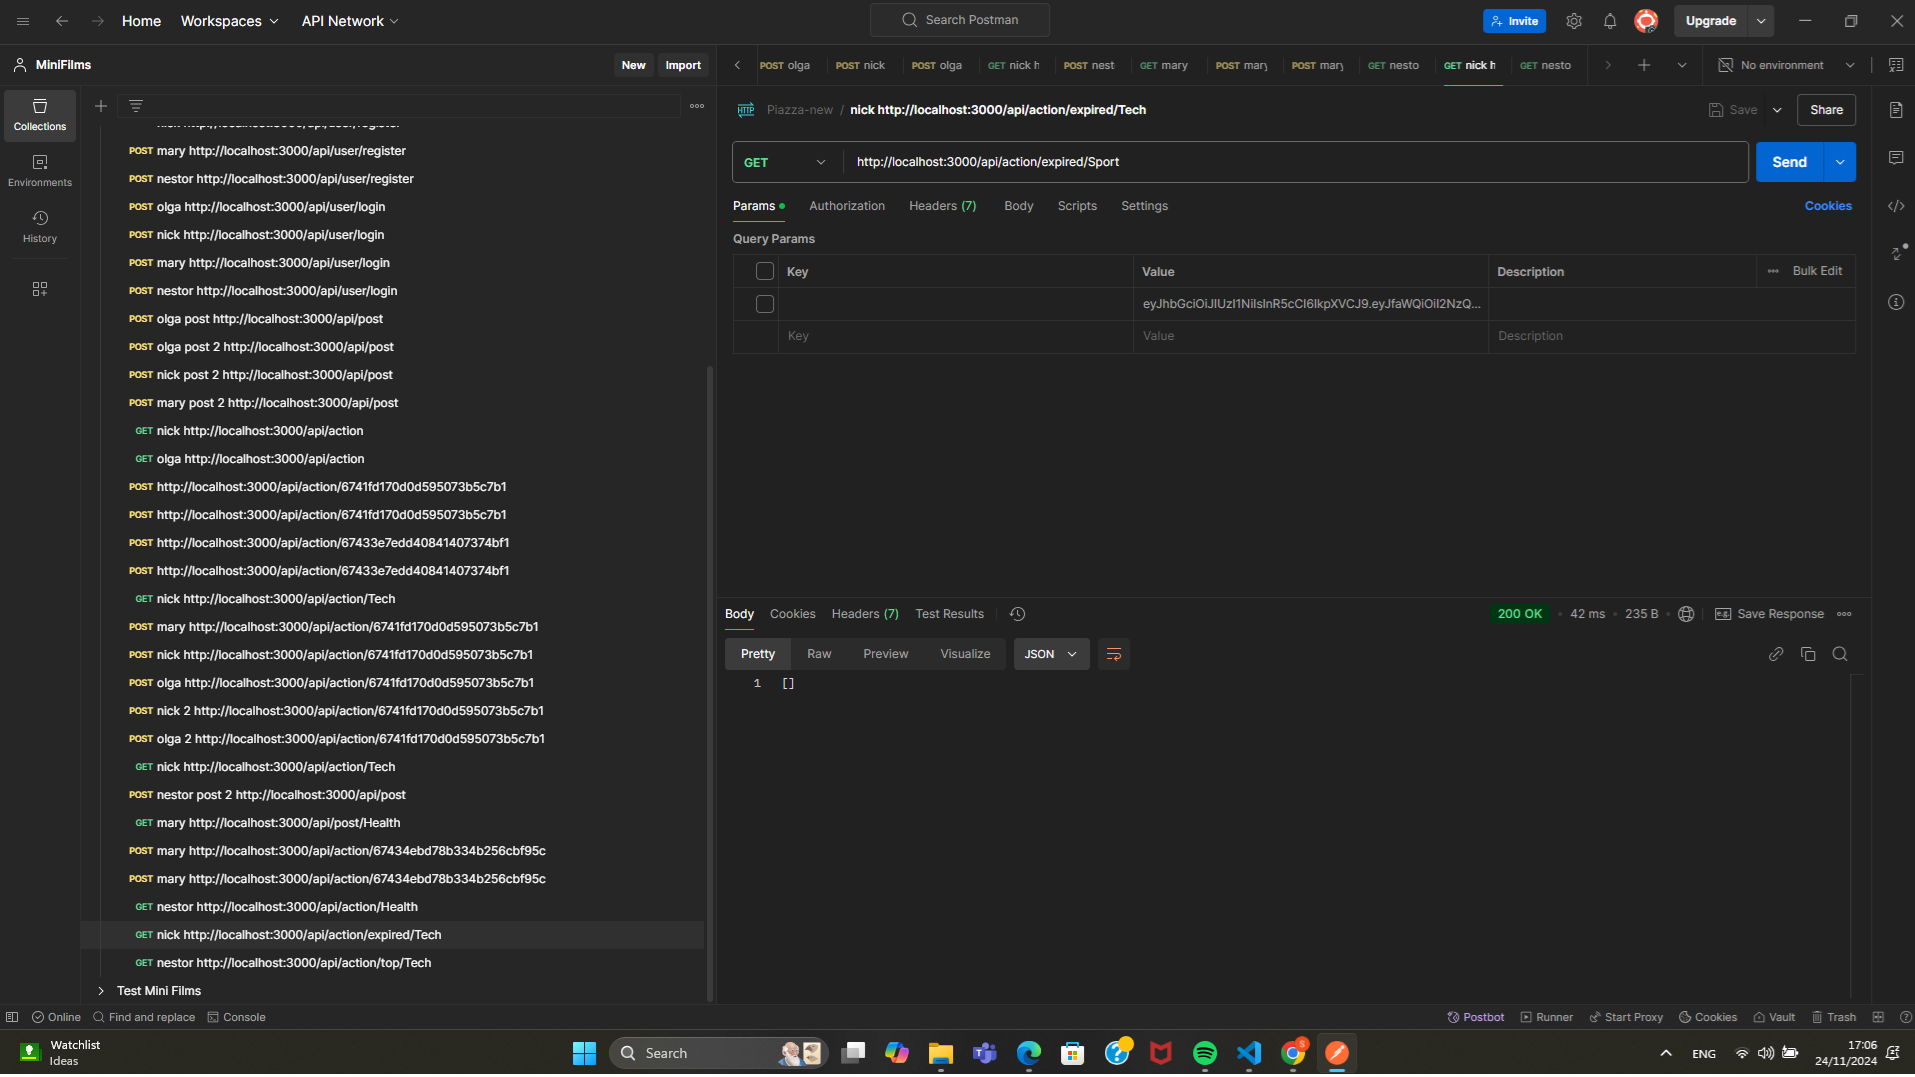 Home
Workspaces
API Network
Search Postman
Invite
Upgrade
MiniFilms
New
Import
POST olga
POST nick
POST olga
GET nick h
POST nest
GET mary
POST mary
POST mary
GET nesto
GET nick h
GET nesto
No environment
Collections
Environments
History
POST mary http://localhost:3000/api/user/register
POST nestor http://localhost:3000/api/user/register
POST olga http://localhost:3000/api/user/login
POST nick http://localhost:3000/api/user/login
POST mary http://localhost:3000/api/user/login
POST nestor http://localhost:3000/api/user/login
POST olga post http://localhost:3000/api/post
POST olga post 2 http://localhost:3000/api/post
POST nick post 2 http://localhost:3000/api/post
POST mary post 2 http://localhost:3000/api/post
GET nick http://localhost:3000/api/action
GET olga http://localhost:3000/api/action
POST http://localhost:3000/api/action/6741fd170d0d595073b5c7b1
POST http://localhost:3000/api/action/6741fd170d0d595073b5c7b1
POST http://localhost:3000/api/action/67433e7edd40841407374bf1
POST http://localhost:3000/api/action/67433e7edd40841407374bf1
GET nick http://localhost:3000/api/action/Tech
POST mary http://localhost:3000/api/action/6741fd170d0d595073b5c7b1
POST nick http://localhost:3000/api/action/6741fd170d0d595073b5c7b1
POST olga http://localhost:3000/api/action/6741fd170d0d595073b5c7b1
POST nick 2 http://localhost:3000/api/action/6741fd170d0d595073b5c7b1
POST olga 2 http://localhost:3000/api/action/6741fd170d0d595073b5c7b1
GET nick http://localhost:3000/api/action/Tech
POST nestor post 2 http://localhost:3000/api/post
GET mary http://localhost:3000/api/post/Health
POST mary http://localhost:3000/api/action/67434ebd78b334b256cbf95c
POST mary http://localhost:3000/api/action/67434ebd78b334b256cbf95c
GET nestor http://localhost:3000/api/action/Health
GET nick http://localhost:3000/api/action/expired/Tech
GET nestor http://localhost:3000/api/action/top/Tech
Test Mini Films
HTTP Piazza-new / nick http://localhost:3000/api/action/expired/Tech
Save
Share
GET http://localhost:3000/api/action/expired/Sport
Send
Params
Authorization
Headers (7)
Body
Scripts
Settings
Cookies
Query Params
Key
Value
Description
Bulk Edit
eyJhbGciOiJIUzI1NiIsInR5cCI6IkpXVCJ9.eyJfaWQiOiI2NzQ...
Key
Value
Description
Body
Cookies
Headers (7)
Test Results
200 OK
42 ms
235 B
e.g. Save Response
Pretty
Raw
Preview
Visualize
JSON
1 []
Online
Find and replace
Console
Postbot
Runner
Start Proxy
Cookies
Vault
Trash
Watchlist
Ideas
Search
ENG
17:06
24/11/2024